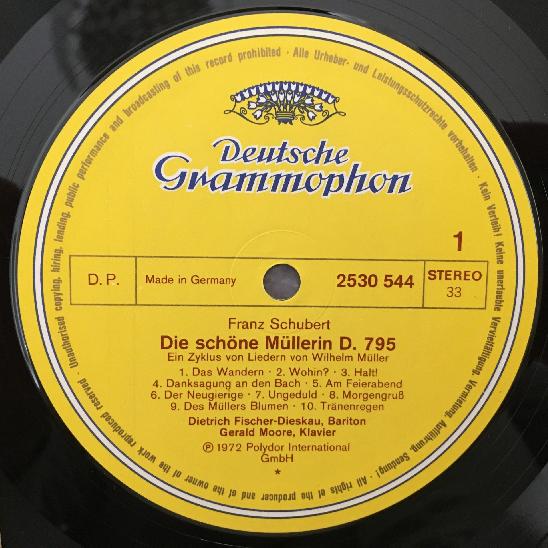 Unauthorised copying, hiring, lending, public performance and broadcasting of this record prohibited · Alle Urheber- und Leistungsschutzrechte vorbehalten · Kein Verleih! Keine unerlaubte Vervielfältigung, Vermietung, Aufführung, Sendung! · All rights of the producer and of the owner of the work reproduced reserved ·
Deutsche
Grammophon
1
D. P.
Made in Germany
2530 544
STEREO
33
Franz Schubert
Die schöne Müllerin D. 795
Ein Zyklus von Liedern von Wilhelm Müller
1. Das Wandern · 2. Wohin? · 3. Halt!
4. Danksagung an den Bach · 5. Am Feierabend
6. Der Neugierige · 7. Ungeduld · 8. Morgengruß
9. Des Müllers Blumen · 10. Tränenregen
Dietrich Fischer-Dieskau, Bariton
Gerald Moore, Klavier
℗ 1972 Polydor International
GmbH
*